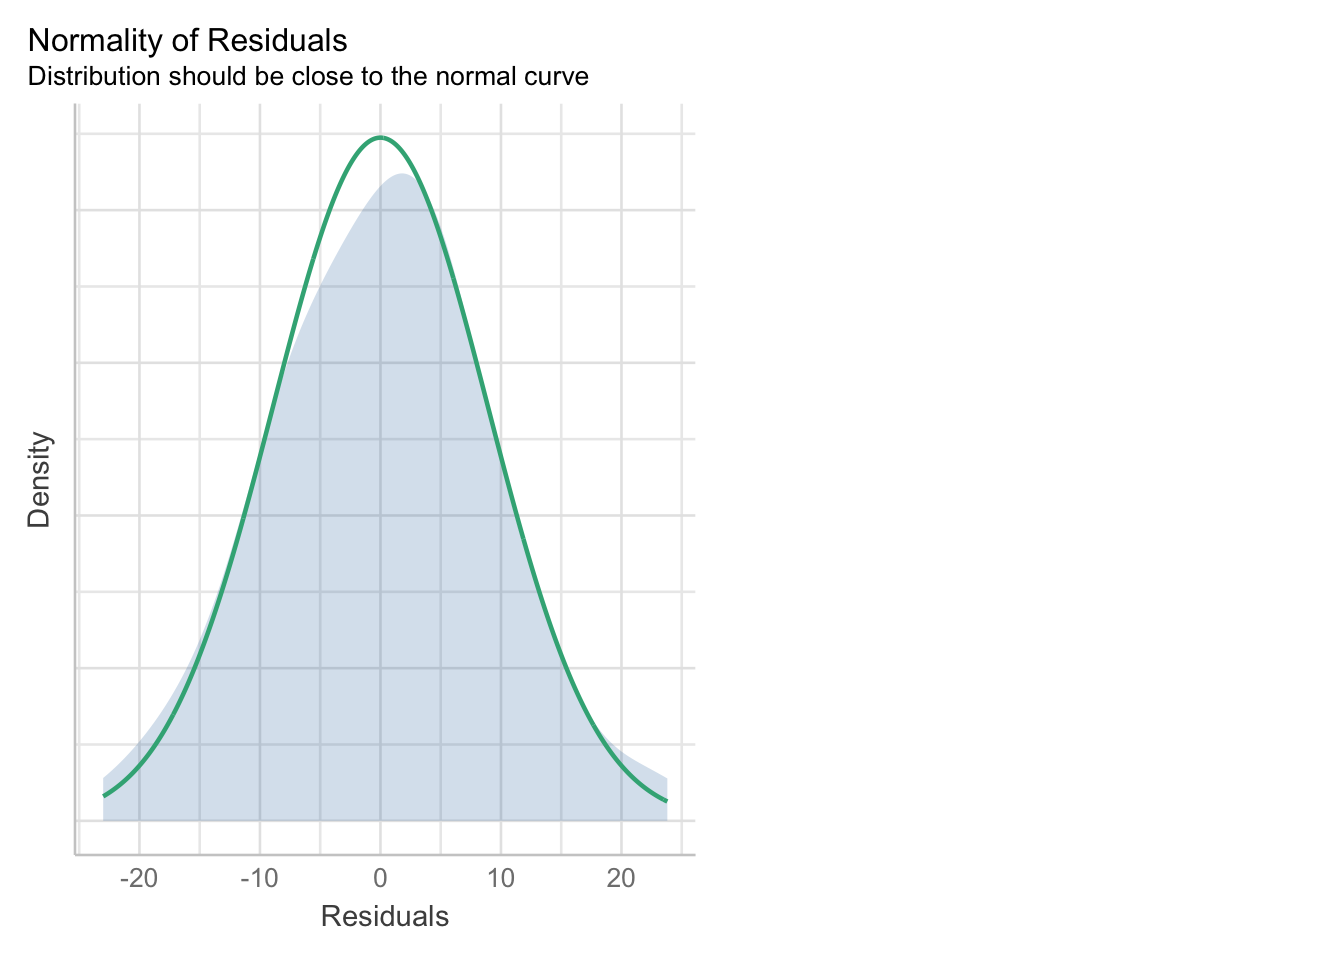 Normality of Residuals
Distribution should be close to the normal curve
Density
-20
-10
0
10
20
Residuals